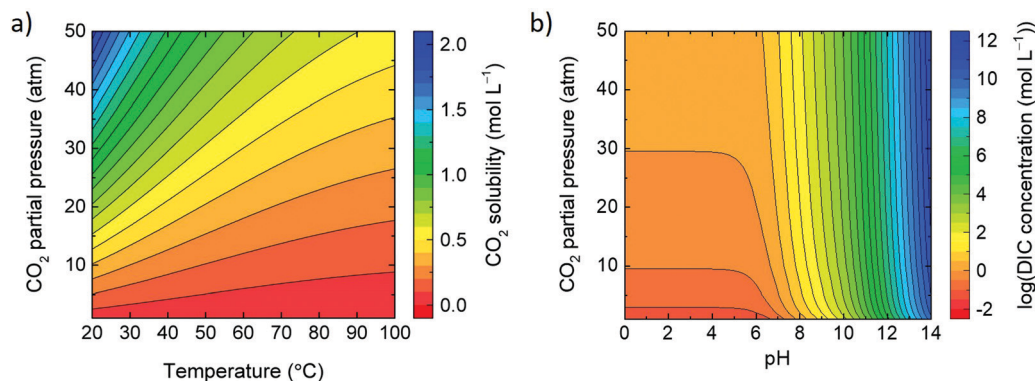 a)
CO₂ partial pressure (atm)
50
40
30
20
10
20 30 40 50 60 70 80 90 100
Temperature (°C)
2.0
1.5
1.0
0.5
0.0
CO₂ solubility (mol L⁻¹)
b)
CO₂ partial pressure (atm)
50
40
30
20
10
0 2 4 6 8 10 12 14
pH
12
10
8
6
4
2
0
-2
log(DIC concentration (mol L⁻¹))